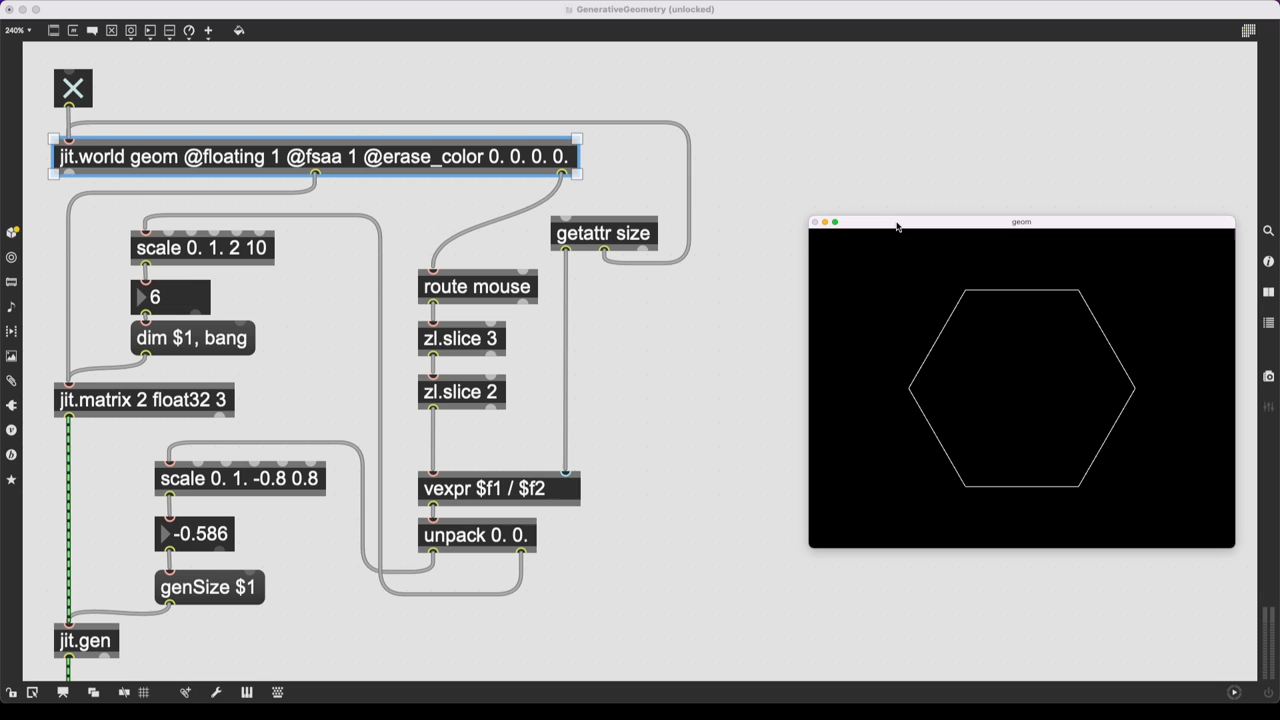 GenerativeGeometry (unlocked)
240%
jit.world geom @floating 1 @fsaa 1 @erase_color 0. 0. 0. 0.
scale 0. 1. 2 10
getattr size
geom
route mouse
6
dim $1, bang
zl.slice 3
zl.slice 2
jit.matrix 2 float32 3
scale 0. 1. -0.8 0.8
vexpr $f1 / $f2
-0.586
unpack 0. 0.
genSize $1
jit.gen